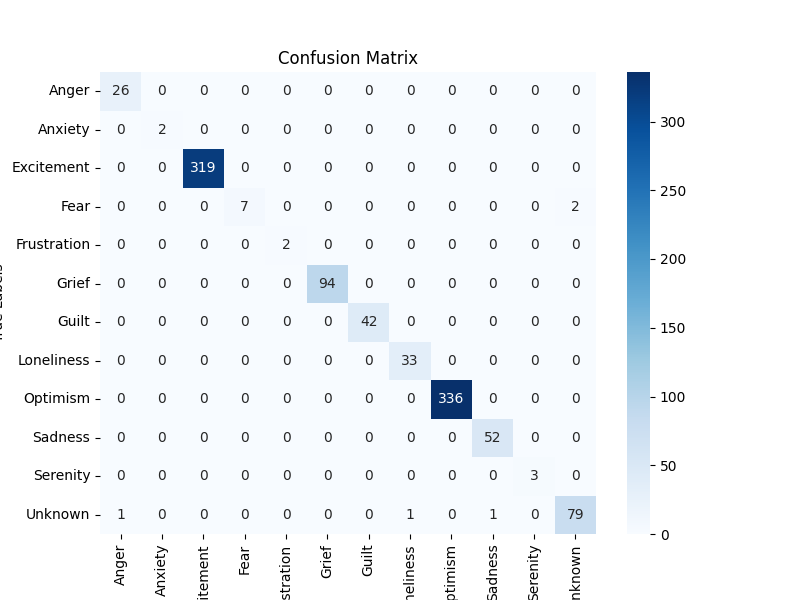 Confusion Matrix
Anger 26 0 0 0 0 0 0 0 0 0 0 0
Anxiety 0 2 0 0 0 0 0 0 0 0 0 0
Excitement 0 0 319 0 0 0 0 0 0 0 0 0
Fear 0 0 0 7 0 0 0 0 0 0 0 2
Frustration 0 0 0 0 2 0 0 0 0 0 0 0
Grief 0 0 0 0 0 94 0 0 0 0 0 0
Guilt 0 0 0 0 0 0 42 0 0 0 0 0
Loneliness 0 0 0 0 0 0 0 33 0 0 0 0
Optimism 0 0 0 0 0 0 0 0 336 0 0 0
Sadness 0 0 0 0 0 0 0 0 0 52 0 0
Serenity 0 0 0 0 0 0 0 0 0 0 3 0
Unknown 1 0 0 0 0 0 0 1 0 1 0 79
Anger Anxiety itement Fear stration Grief Guilt neliness ptimism Sadness Serenity nknown
300
250
200
150
100
50
0